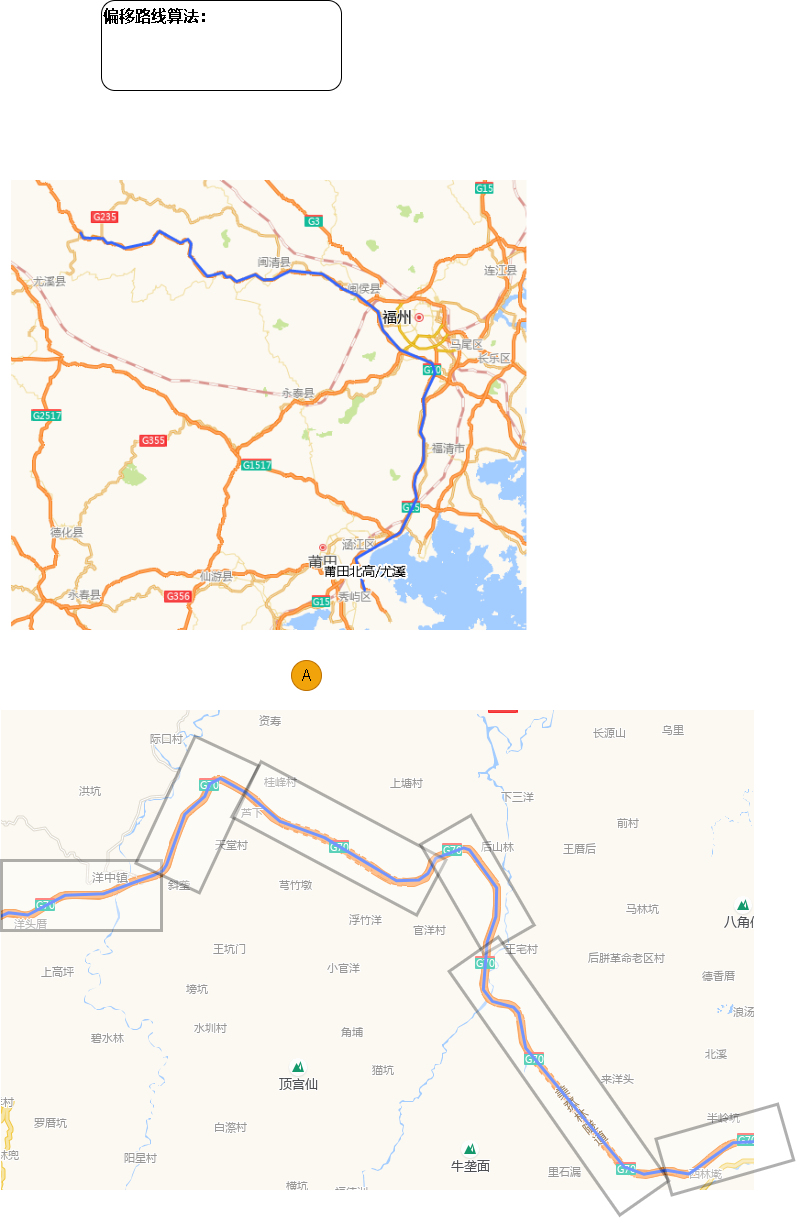 偏移路线算法:
G15
G235
G3
闽清县
连江县
尤溪县
闽侯县
福州
马尾区
长乐区
G70
永泰县
G2517
G355
福清市
G1517
G15
德化县
涵江区
莆田
莆田北高/尤溪
仙游县
永春县
G356
G15
秀屿区
A
资寿
乌里
长源山
际口村
桂峰村
上塘村
G70
洪坑
下三洋
芦下
前村
天堂村
G70
G70
后山林
王厝后
洋中镇
斜垄
穹竹墩
G70
洋头厝
浮竹洋
马林坑
八角
官洋村
王坑门
王宅村
后胼革命老区村
上高坪
小官洋
G70
德香厝
塝坑
浪汤
水圳村
角埔
碧水林
北溪
G70
顶宫仙
猫坑
来洋头
村
罗厝坑
白漈村
半岭坑
G70
林兜
阳星村
牛垄面
里石漏
G70
西林墘
横坑